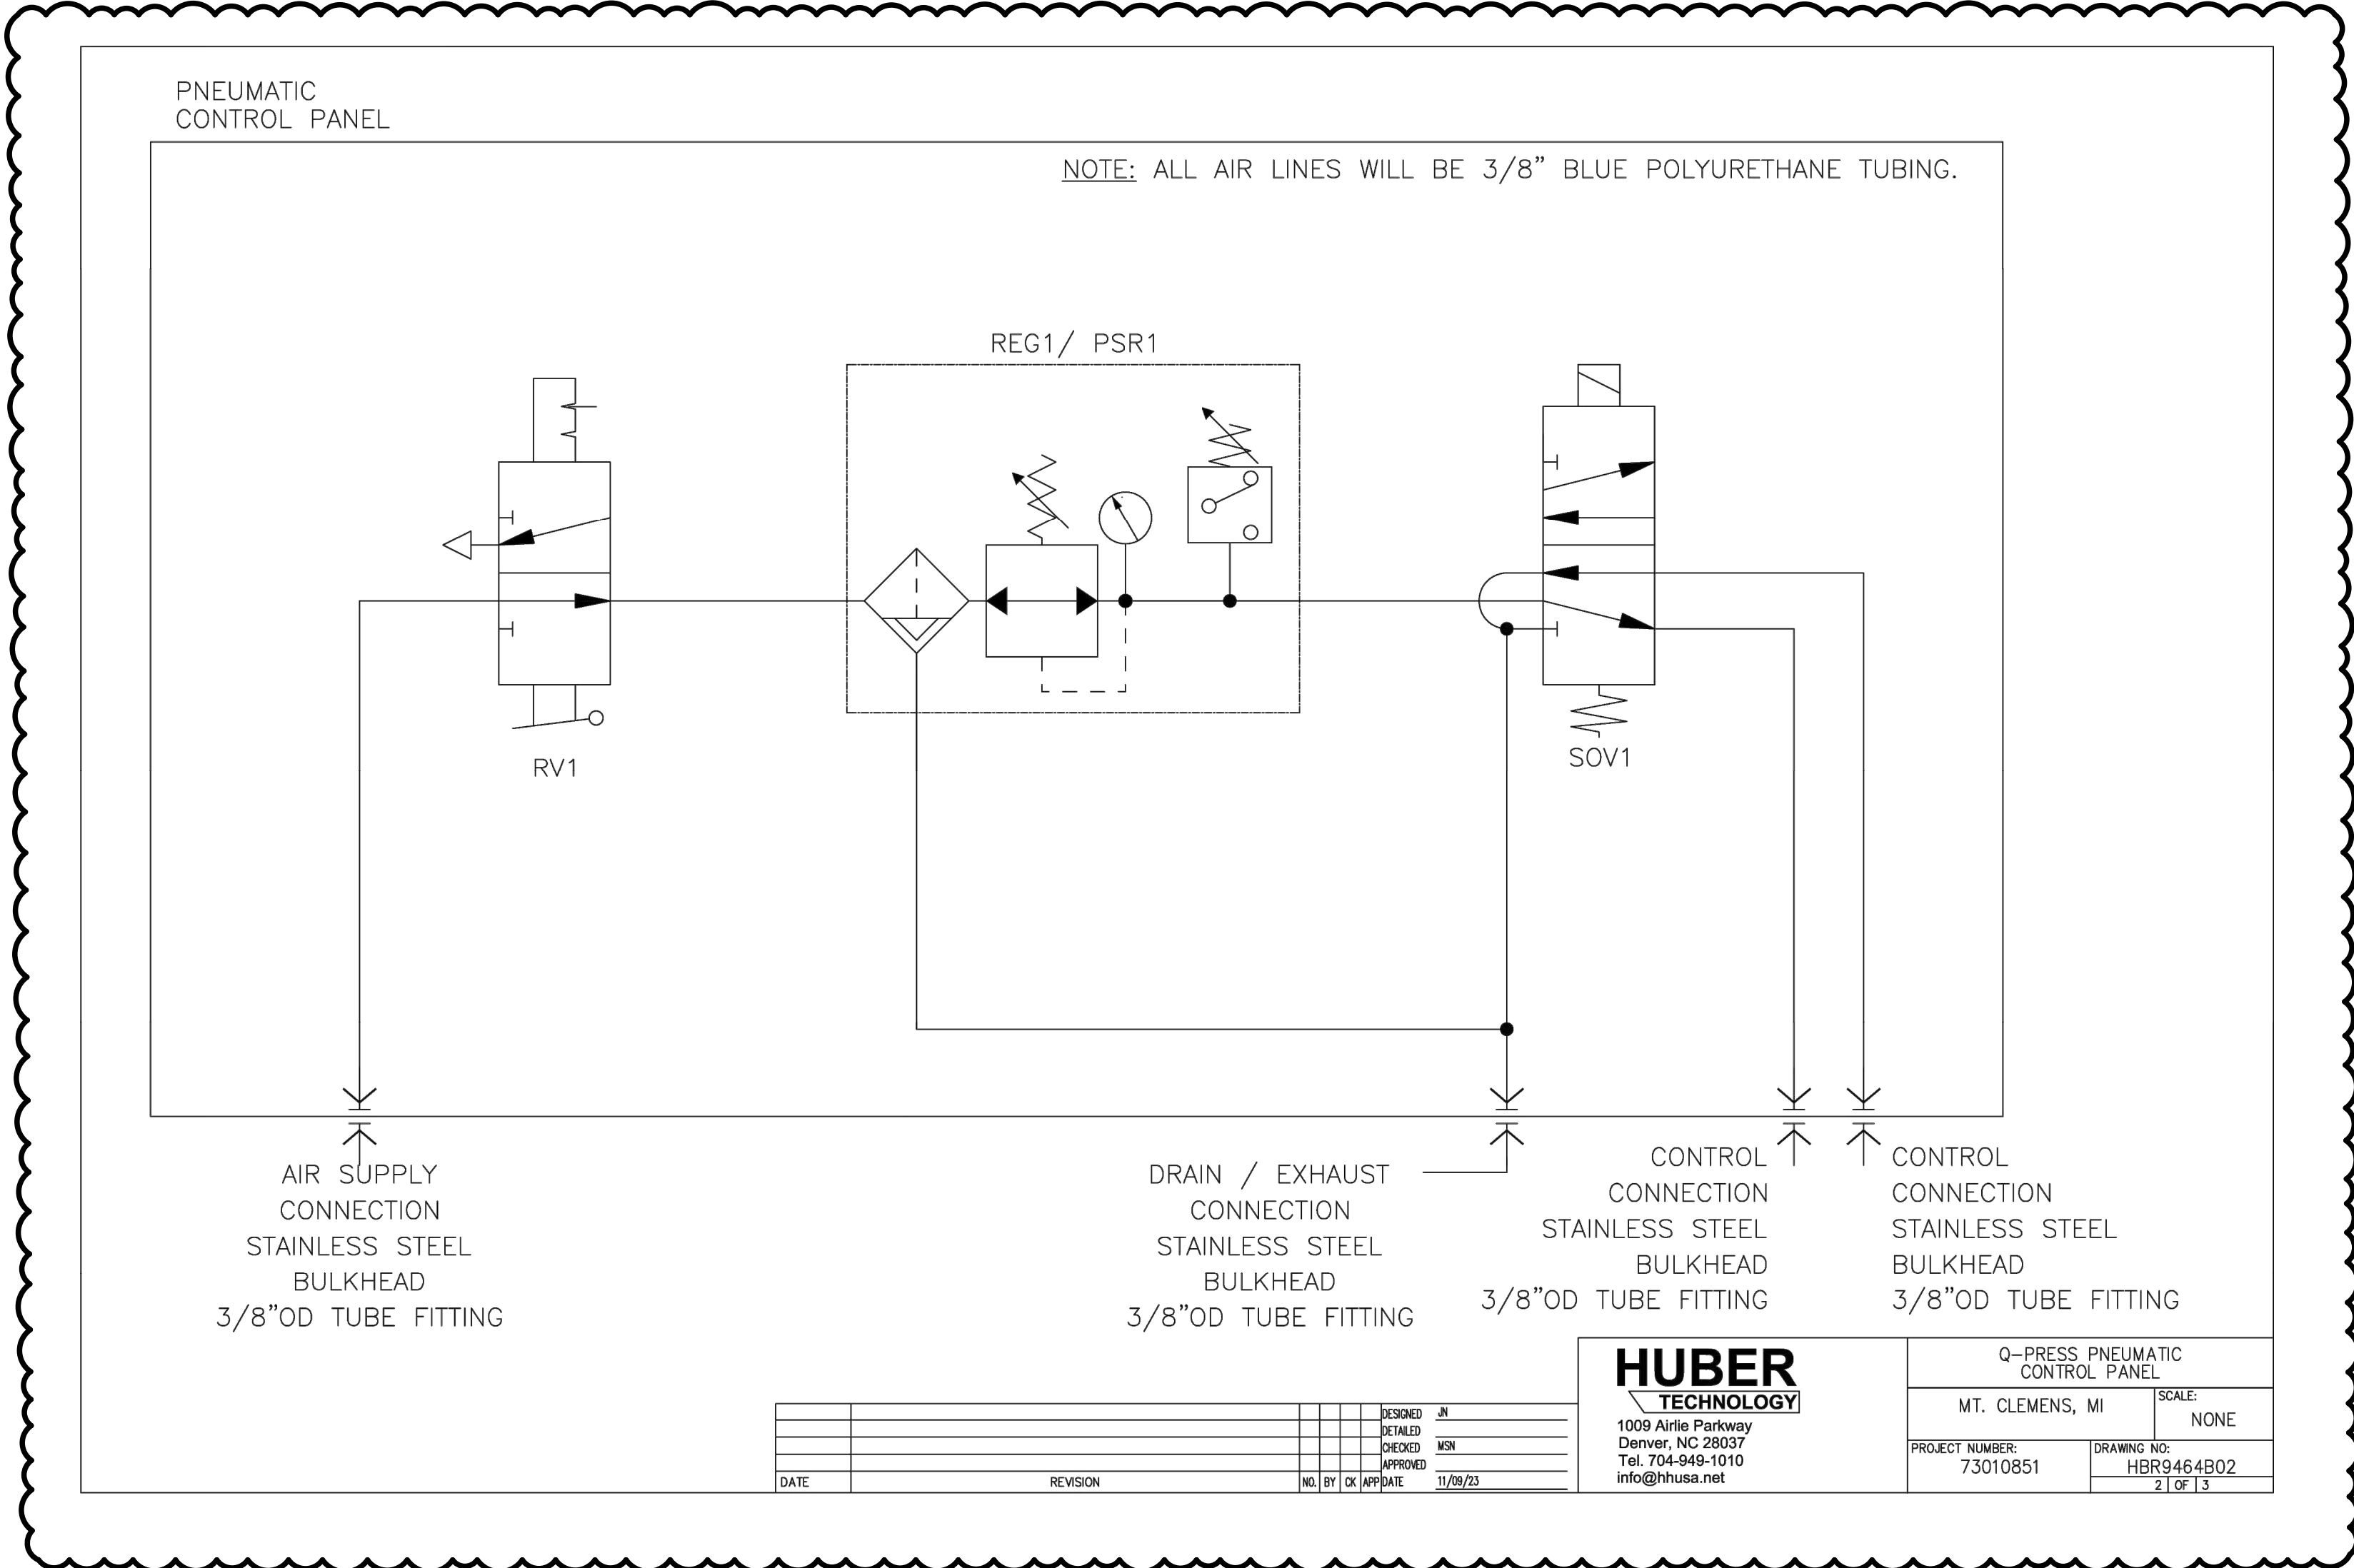 PNEUMATIC
CONTROL PANEL
NOTE: ALL AIR LINES WILL BE 3/8" BLUE POLYURETHANE TUBING.
REG1/ PSR1
RV1
SOV1
AIR SUPPLY
CONNECTION
STAINLESS STEEL
BULKHEAD
3/8"OD TUBE FITTING
DRAIN / EXHAUST
CONNECTION
STAINLESS STEEL
BULKHEAD
3/8"OD TUBE FITTING
CONTROL
CONNECTION
STAINLESS STEEL
BULKHEAD
3/8"OD TUBE FITTING
CONTROL
CONNECTION
STAINLESS STEEL
BULKHEAD
3/8"OD TUBE FITTING
DATE
REVISION
NO.
BY
CK
APP
DESIGNED JN
DETAILED
CHECKED MSN
APPROVED
DATE 11/09/23
HUBER
TECHNOLOGY
1009 Airlie Parkway
Denver, NC 28037
Tel. 704-949-1010
info@hhusa.net
Q-PRESS PNEUMATIC
CONTROL PANEL
MT. CLEMENS, MI
SCALE:
NONE
PROJECT NUMBER:
73010851
DRAWING NO:
HBR9464B02
2 OF 3